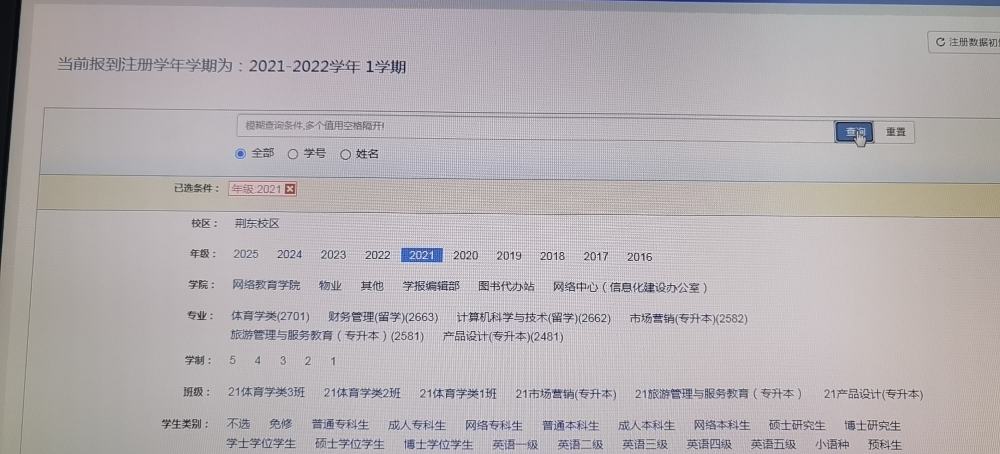 注册数据初
当前报到注册学年学期为：2021-2022学年 1学期
模糊查询条件,多个值用空格隔开! 查询 重置
全部 学号 姓名
已选条件： 年级:2021
校区： 荆东校区
年级： 2025 2024 2023 2022 2021 2020 2019 2018 2017 2016
学院： 网络教育学院 物业 其他 学报编辑部 图书代办站 网络中心（信息化建设办公室）
专业： 体育学类(2701) 财务管理(留学)(2663) 计算机科学与技术(留学)(2662) 市场营销(专升本)(2582)
旅游管理与服务教育（专升本）(2581) 产品设计(专升本)(2481)
学制： 5 4 3 2 1
班级： 21体育学类3班 21体育学类2班 21体育学类1班 21市场营销(专升本) 21旅游管理与服务教育（专升本） 21产品设计(专升本)
学生类别： 不选 免修 普通专科生 成人专科生 网络专科生 普通本科生 成人本科生 网络本科生 硕士研究生 博士研究生
学士学位学生 硕士学位学生 博士学位学生 英语一级 英语二级 英语三级 英语四级 英语五级 小语种 预科生